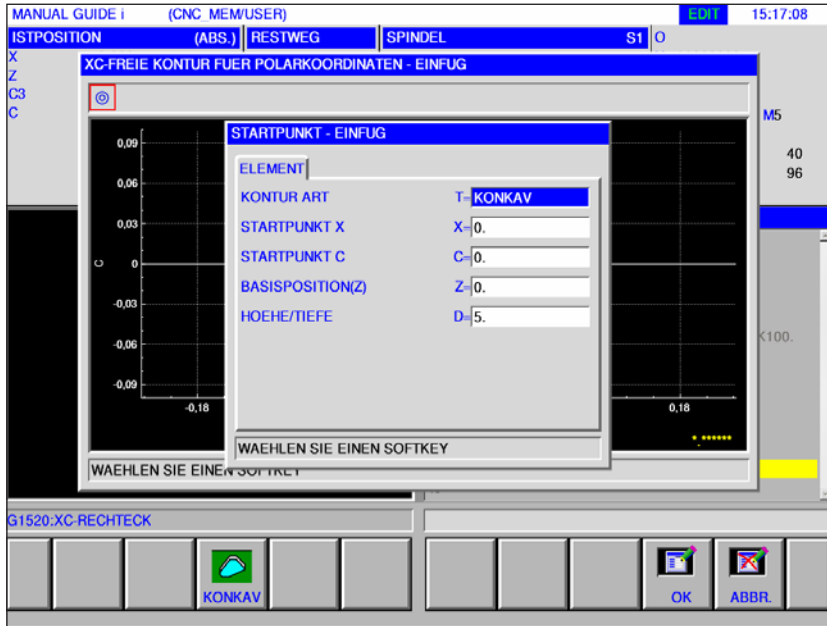 MANUAL GUIDE i (CNC_MEM/USER) EDIT 15:17:08
ISTPOSITION (ABS.) RESTWEG SPINDEL S1 O
X
Z
C3
C
XC-FREIE KONTUR FUER POLARKOORDINATEN - EINFUG
M5
40
96
STARTPUNKT - EINFUG
ELEMENT
KONTUR ART T= KONKAV
STARTPUNKT X X= 0.
STARTPUNKT C C= 0.
BASISPOSITION(Z) Z= 0.
HOEHE/TIEFE D= 5.
WAEHLEN SIE EINEN SOFTKEY
0,09
0,06
0,03
C 0
-0,03
-0,06
-0,09
-0,18 0,18
*.******
X100.
WAEHLEN SIE EINEN SOFTKEY
G1520:XC-RECHTECK
KONKAV OK ABBR.